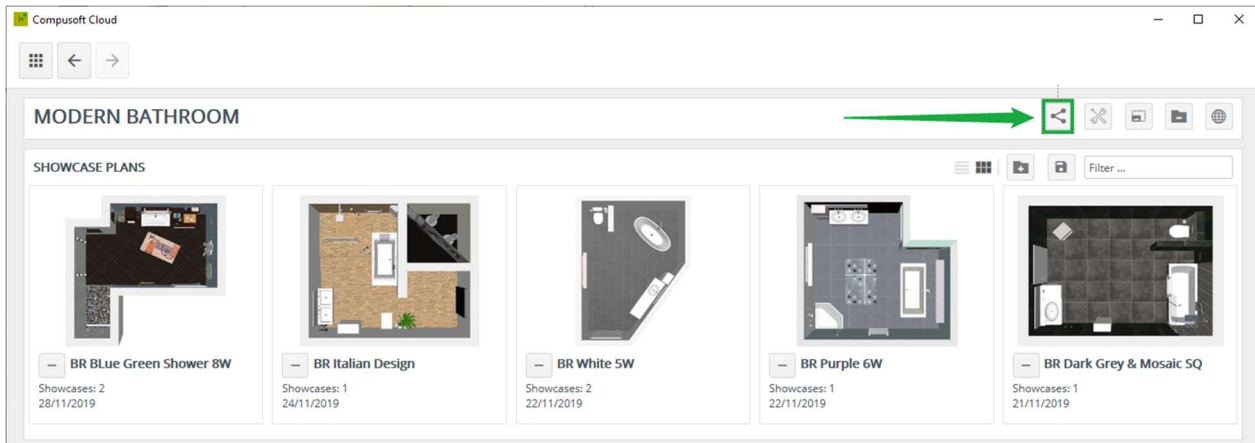 Compusoft Cloud
MODERN BATHROOM
SHOWCASE PLANS
Filter ...
BR BLue Green Shower 8W
Showcases: 2
28/11/2019
BR Italian Design
Showcases: 1
24/11/2019
BR White 5W
Showcases: 2
22/11/2019
BR Purple 6W
Showcases: 1
22/11/2019
BR Dark Grey & Mosaic SQ
Showcases: 1
21/11/2019